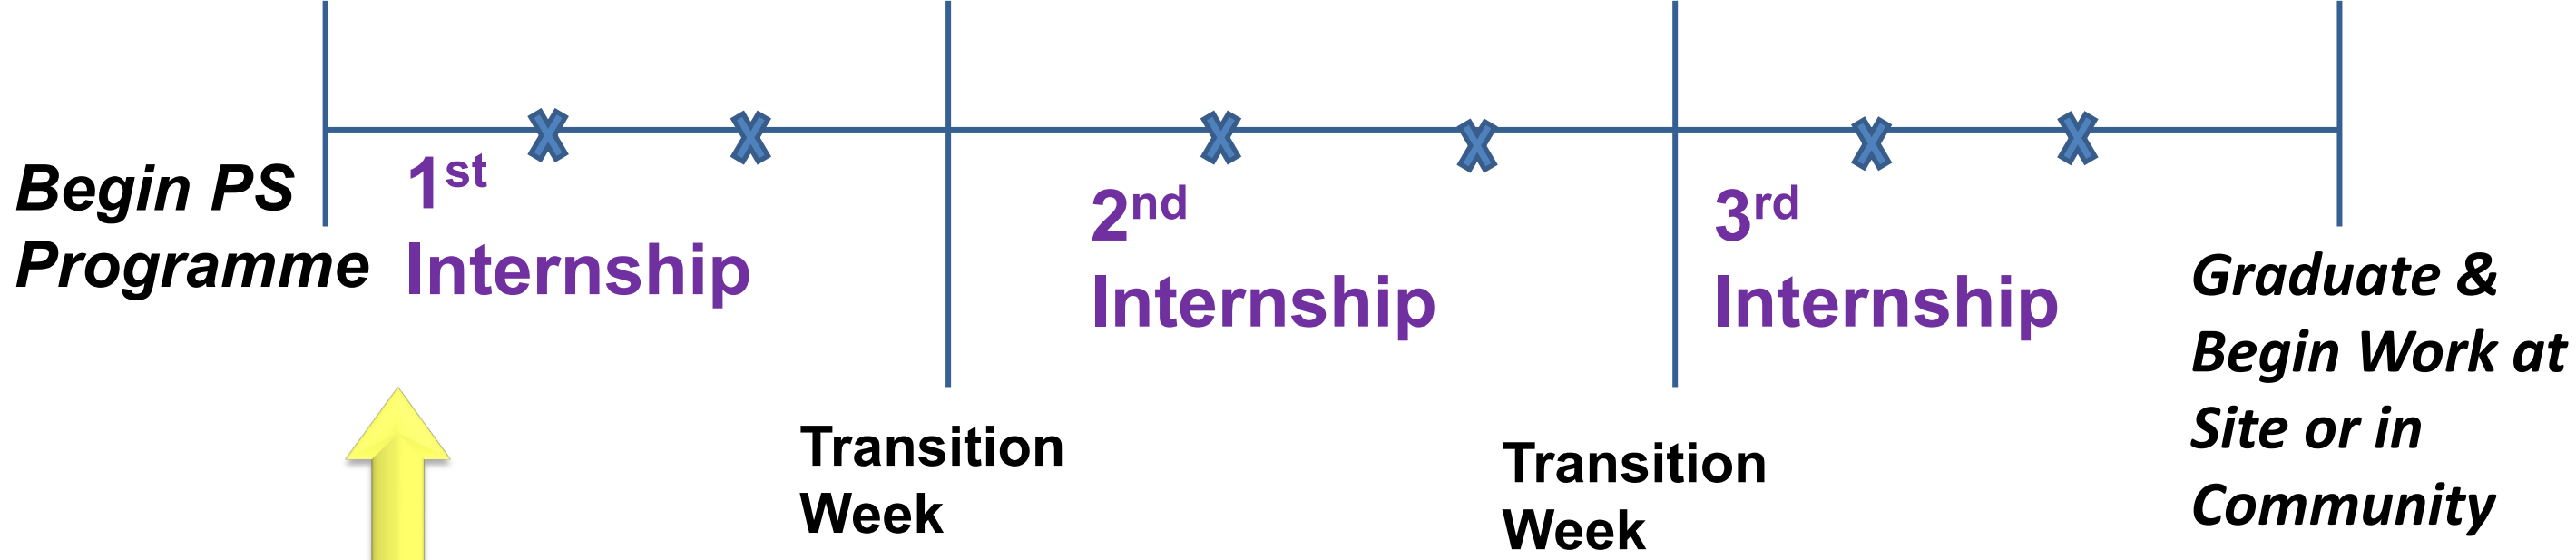 Begin PS
Programme
1st
Internship
Transition
Week
2nd
Internship
Transition
Week
3rd
Internship
Graduate &
Begin Work at
Site or in
Community